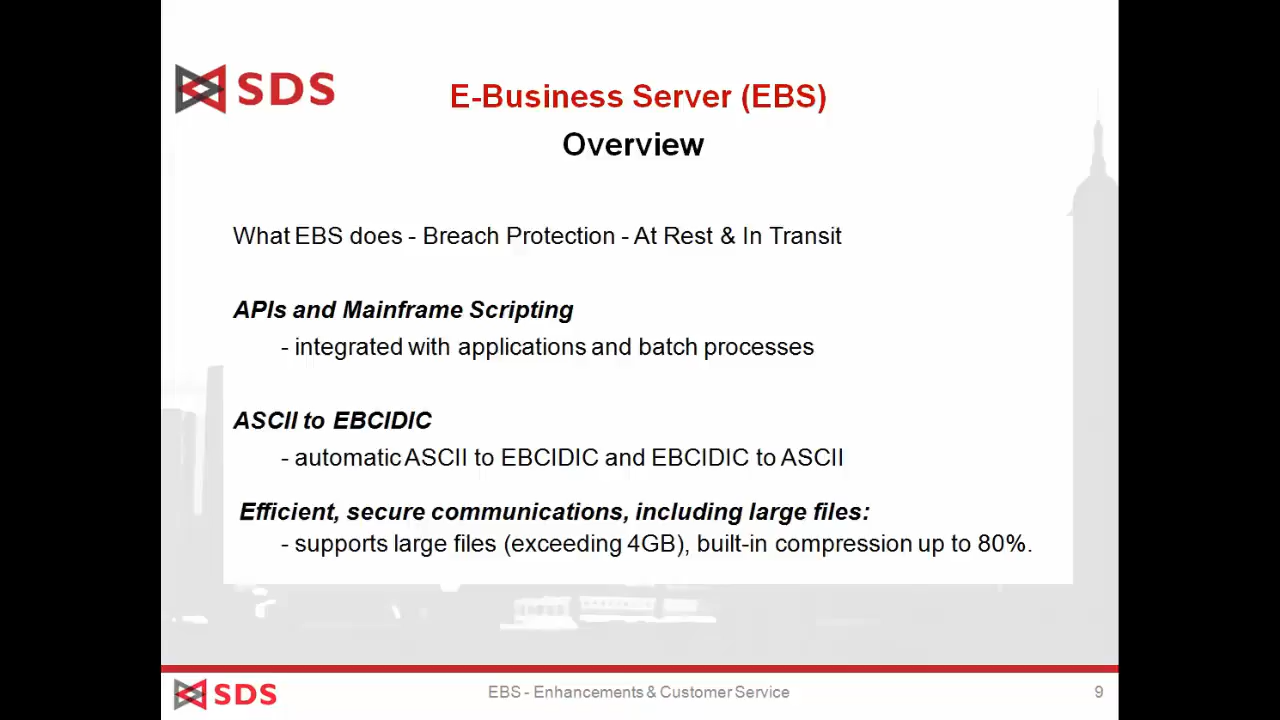 SDS
E-Business Server (EBS)
Overview
What EBS does - Breach Protection - At Rest & In Transit
APIs and Mainframe Scripting
- integrated with applications and batch processes
ASCII to EBCIDIC
- automatic ASCII to EBCIDIC and EBCIDIC to ASCII
Efficient, secure communications, including large files:
- supports large files (exceeding 4GB), built-in compression up to 80%.
SDS
EBS - Enhancements & Customer Service
9